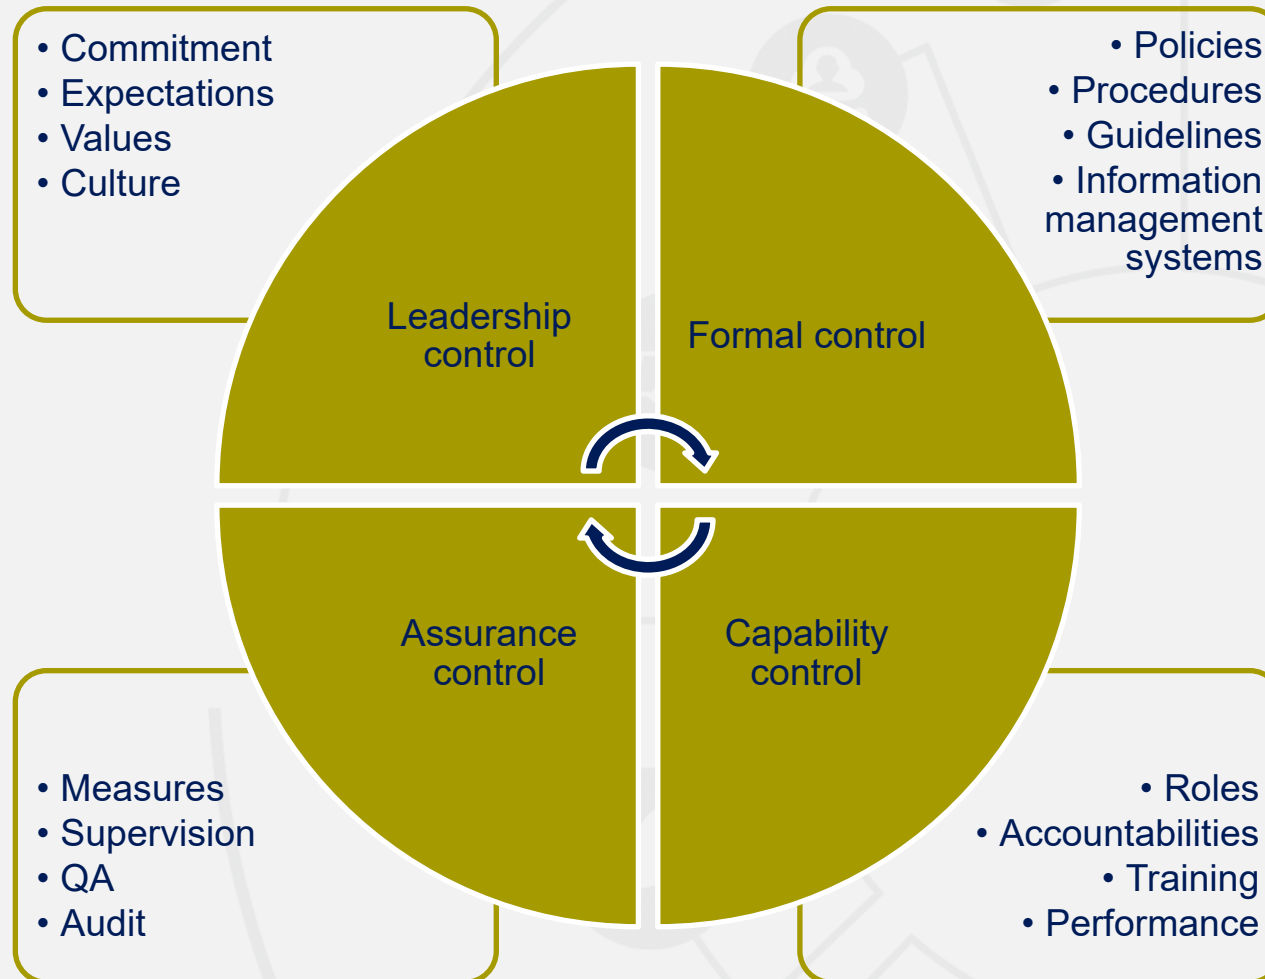 • Commitment
• Expectations
• Values
• Culture
• Policies
• Procedures
• Guidelines
• Information
management
systems
Leadership
control
Formal control
Assurance
control
Capability
control
• Measures
• Supervision
• QA
• Audit
• Roles
• Accountabilities
• Training
• Performance